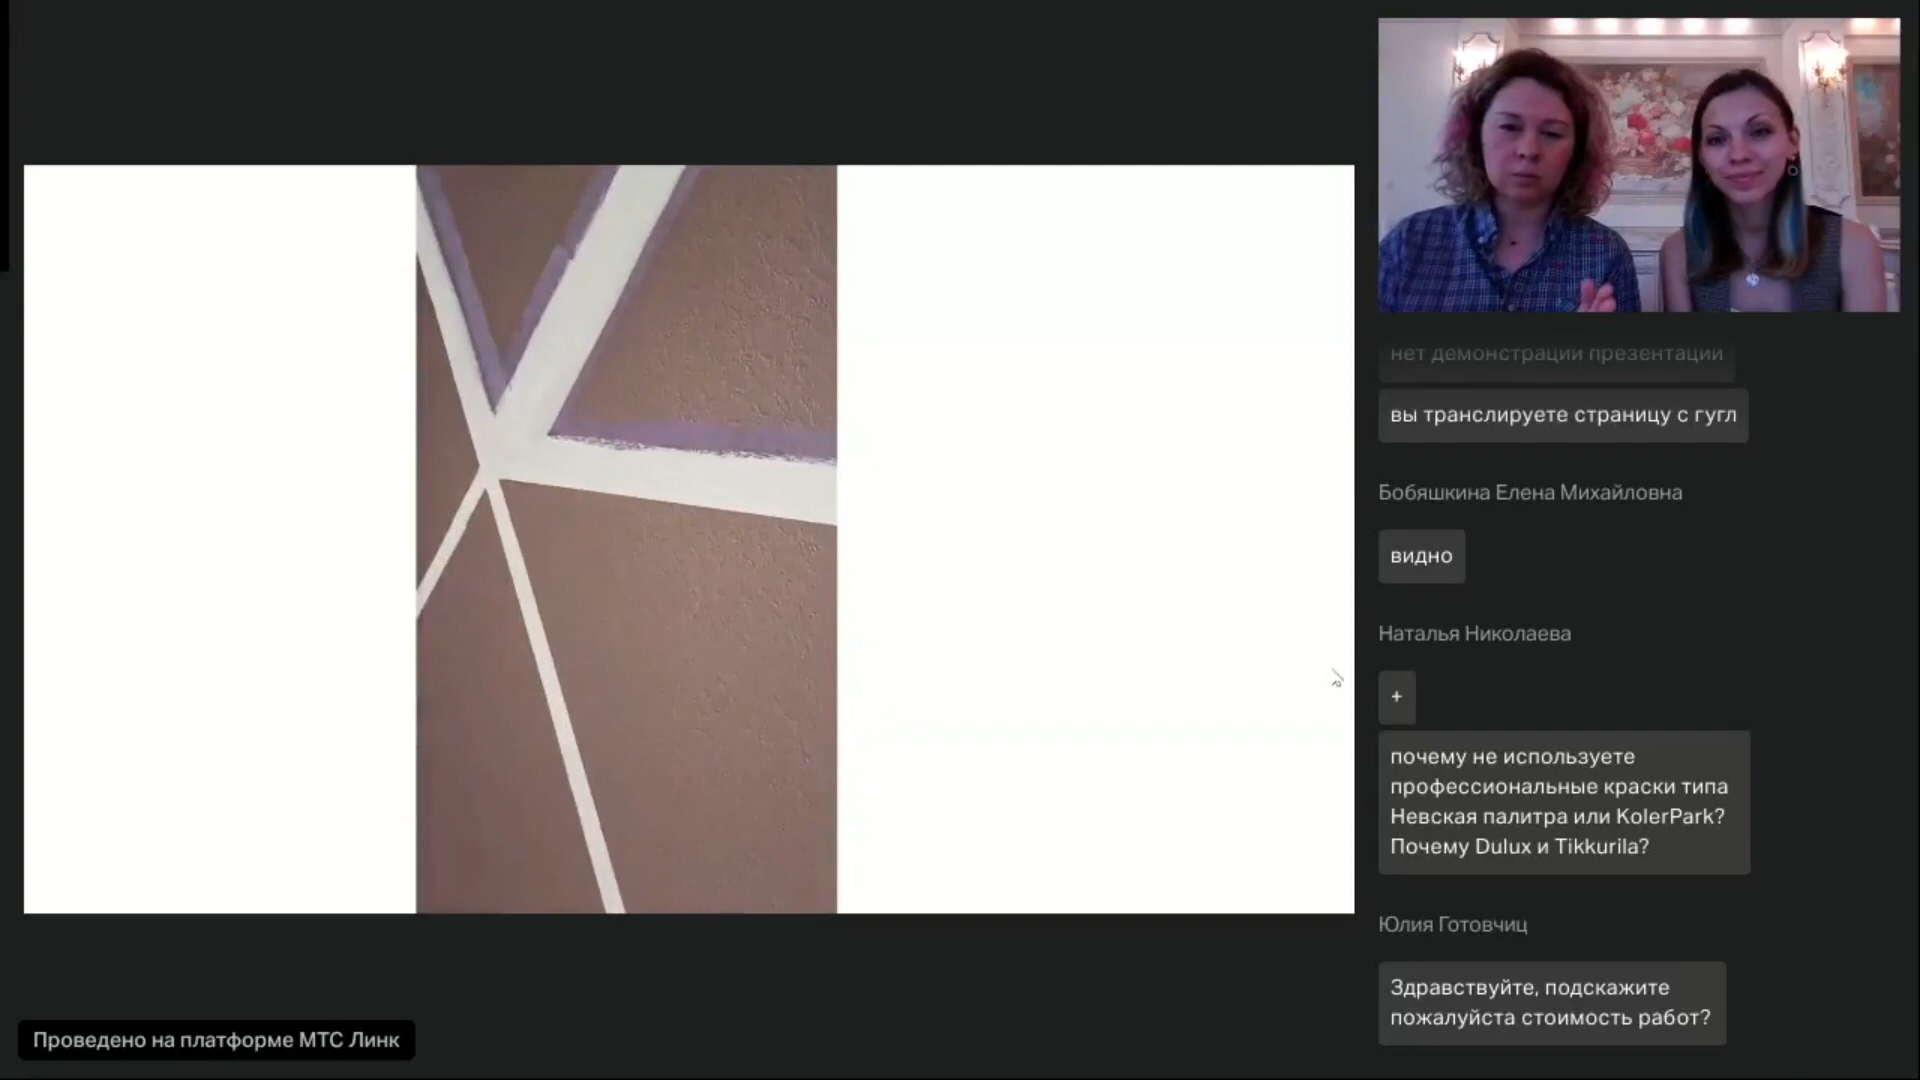 нет демонстрации презентации
вы транслируете страницу с гугл
Бобяшкина Елена Михайловна
видно
Наталья Николаева
+
почему не используете
профессиональные краски типа
Невская палитра или KolerPark?
Почему Dulux и Tikkurila?
Юлия Готовчиц
Здравствуйте, подскажите
пожалуйста стоимость работ?
Проведено на платформе МТС Линк